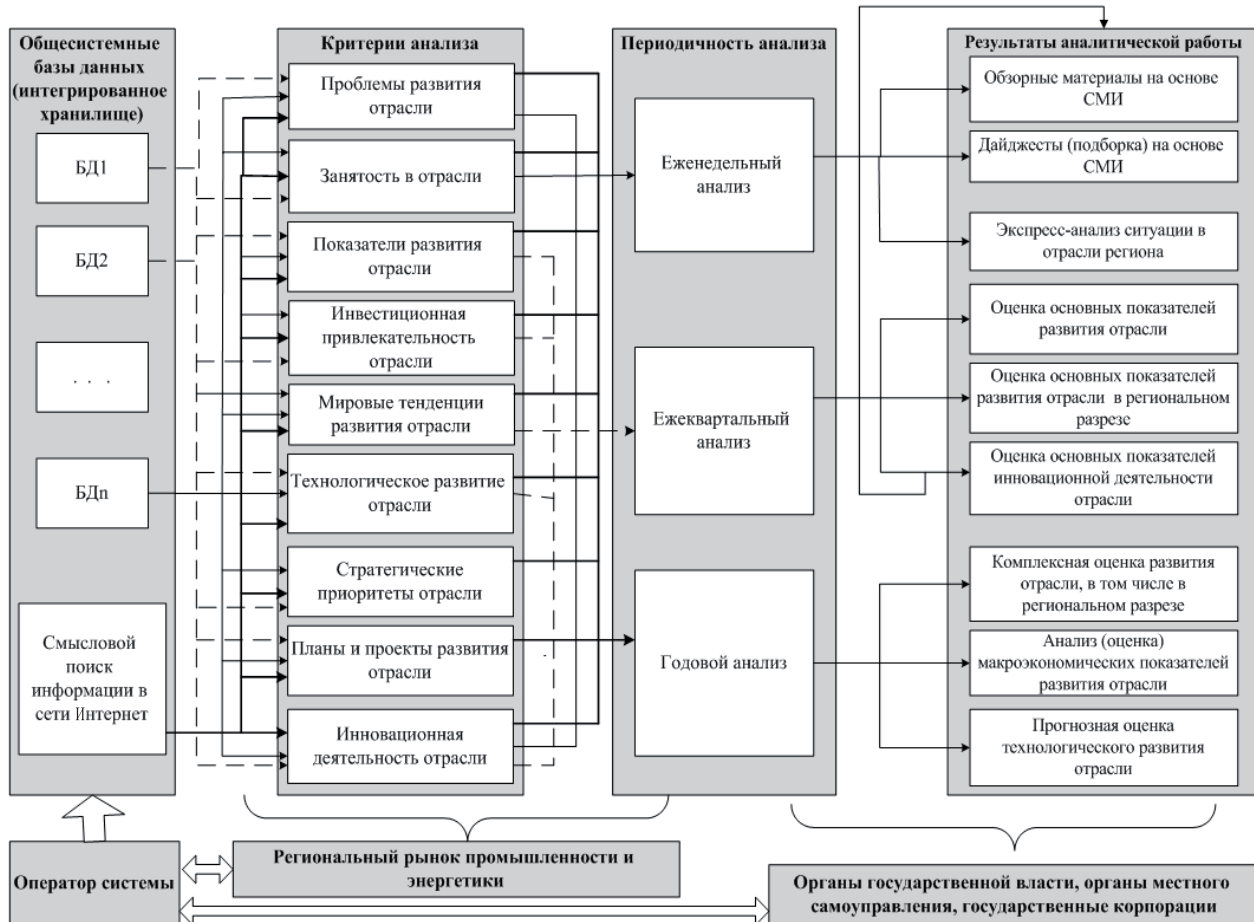 Общесистемные
базы данных
(интегрированное
хранилище)
БД1
БД2
. . .
БДn
Смысловой
поиск
информации в
сети Интернет
Критерии анализа
Проблемы развития
отрасли
Занятость в отрасли
Показатели развития
отрасли
Инвестиционная
привлекательность
отрасли
Мировые тенденции
развития отрасли
Технологическое развитие
отрасли
Стратегические
приоритеты отрасли
Планы и проекты развития
отрасли
Инновационная
деятельность отрасли
Периодичность анализа
Еженедельный
анализ
Ежеквартальный
анализ
Годовой анализ
Результаты аналитической работы
Обзорные материалы на основе
СМИ
Дайджесты (подборка) на основе
СМИ
Экспресс-анализ ситуации в
отрасли региона
Оценка основных показателей
развития отрасли
Оценка основных показателей
развития отрасли в региональном
разрезе
Оценка основных показателей
инновационной деятельности
отрасли
Комплексная оценка развития
отрасли, в том числе в
региональном разрезе
Анализ (оценка)
макроэкономических показателей
развития отрасли
Прогнозная оценка
технологического развития
отрасли
Оператор системы
Региональный рынок промышленности и
энергетики
Органы государственной власти, органы местного
самоуправления, государственные корпорации